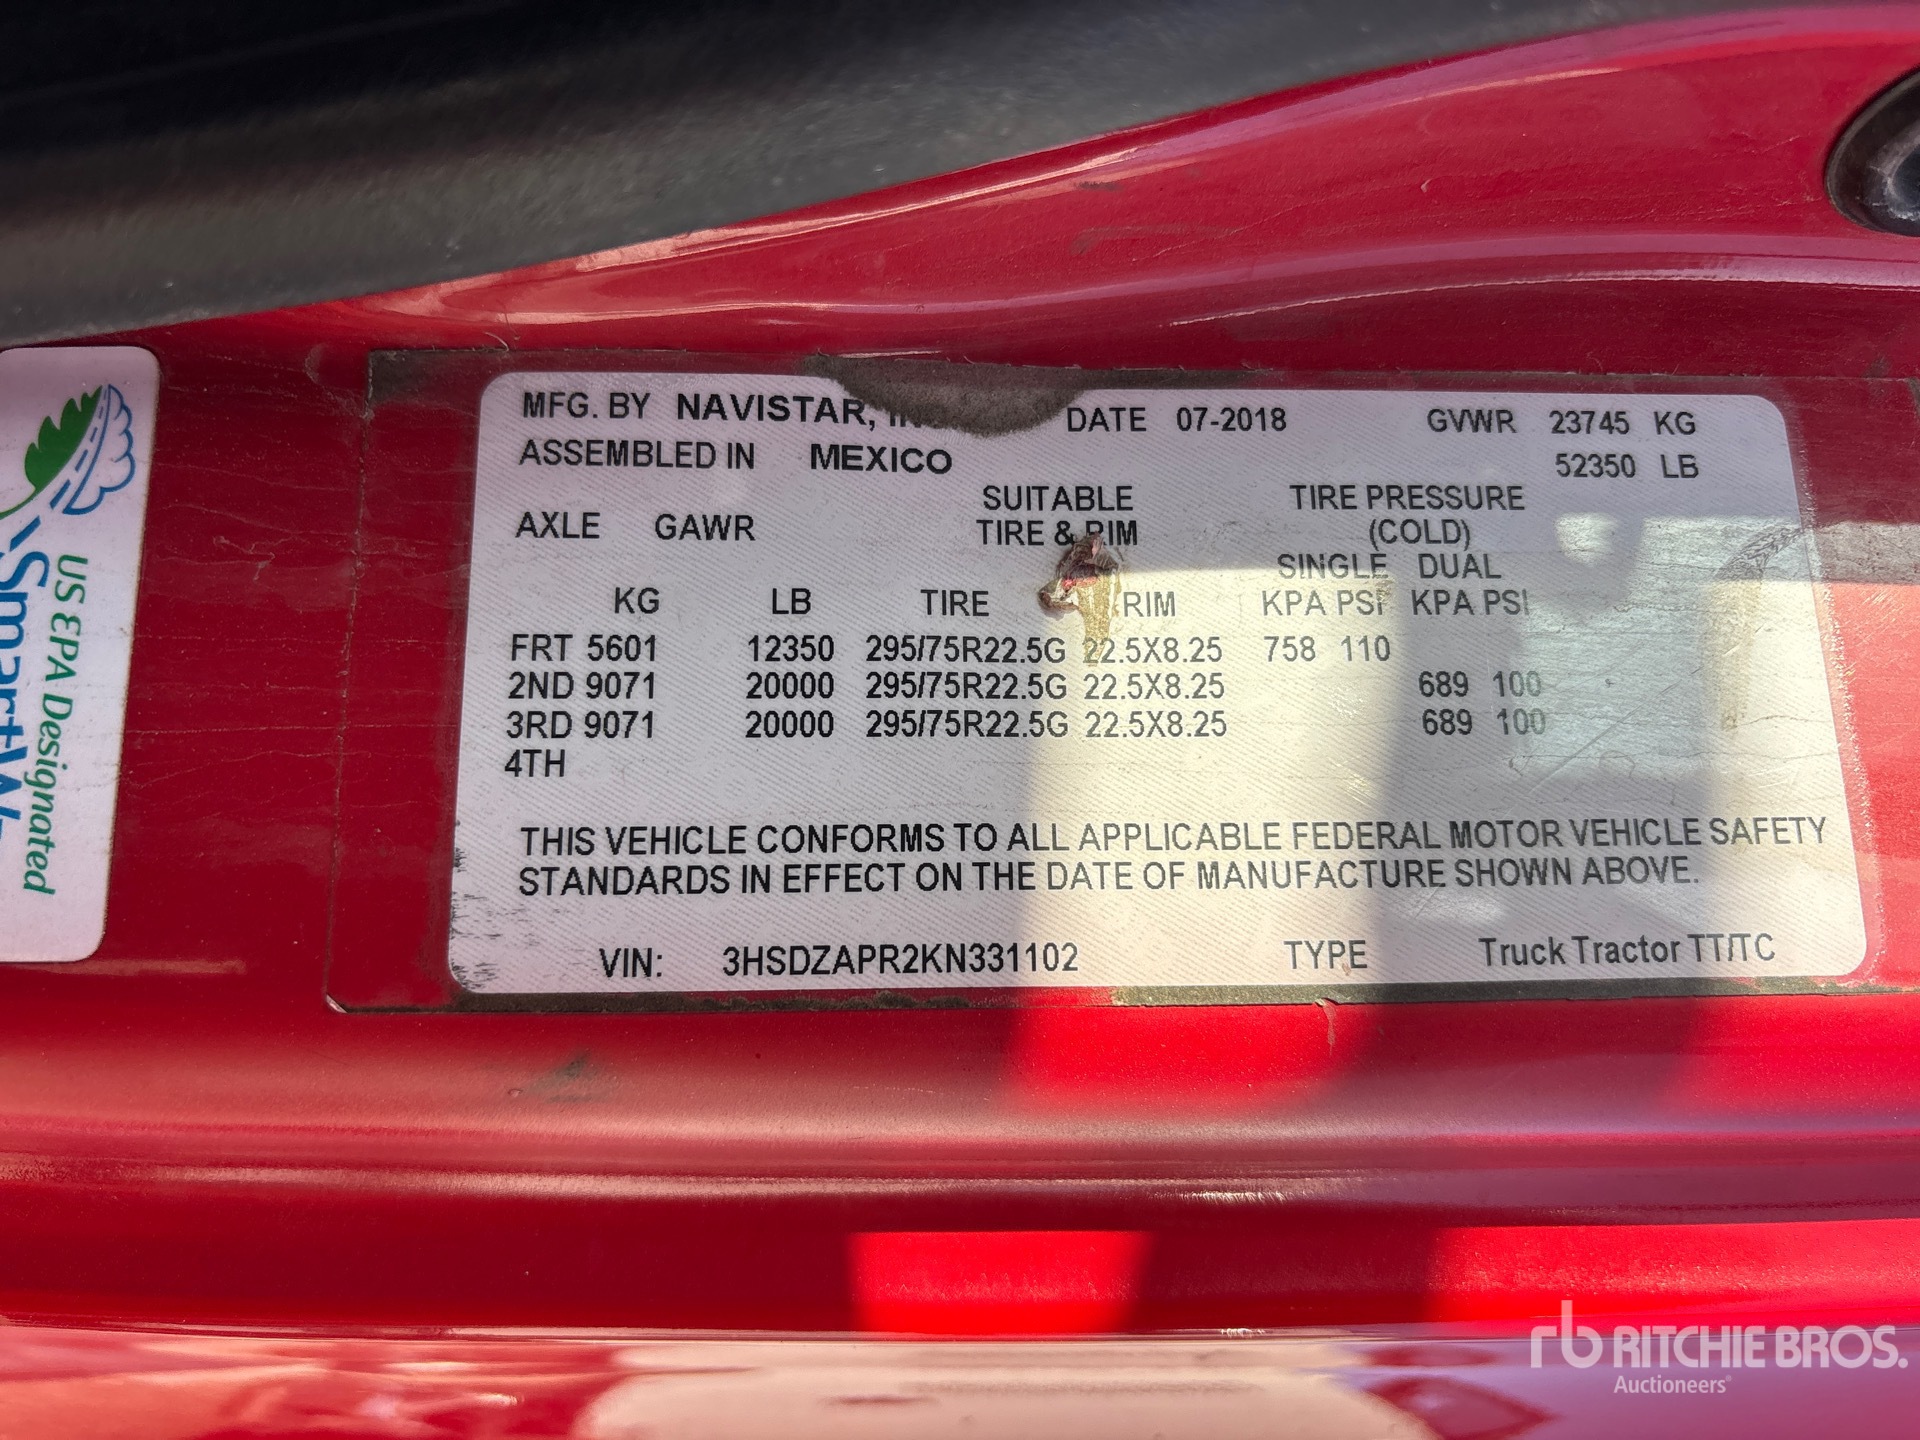 MFG. BY NAVISTAR, INC. DATE 07-2018 GVWR 23745 KG
ASSEMBLED IN MEXICO 52350 LB
SUITABLE TIRE PRESSURE
AXLE GAWR TIRE & RIM (COLD)
SINGLE DUAL
KG LB TIRE RIM KPA PSI KPA PSI
FRT 5601 12350 295/75R22.5G 22.5X8.25 758 110
2ND 9071 20000 295/75R22.5G 22.5X8.25 689 100
3RD 9071 20000 295/75R22.5G 22.5X8.25 689 100
4TH
THIS VEHICLE CONFORMS TO ALL APPLICABLE FEDERAL MOTOR VEHICLE SAFETY
STANDARDS IN EFFECT ON THE DATE OF MANUFACTURE SHOWN ABOVE.
VIN: 3HSDZAPR2KN331102 TYPE Truck Tractor TT/TC
US EPA Designated
rb RITCHIE BROS.
Auctioneers